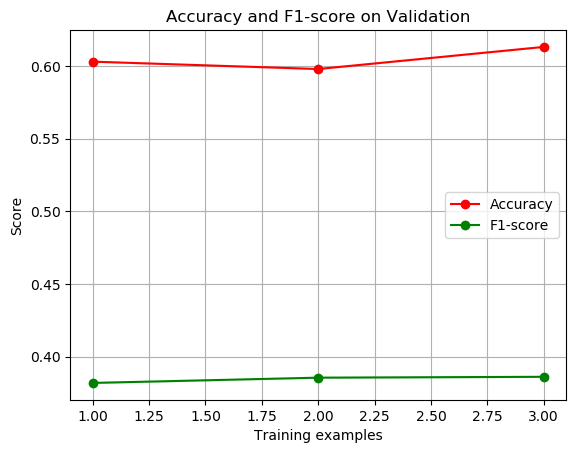 Accuracy and F1-score on Validation
0.60
0.55
0.50
0.45
0.40
Score
Accuracy
F1-score
1.00 1.25 1.50 1.75 2.00 2.25 2.50 2.75 3.00
Training examples